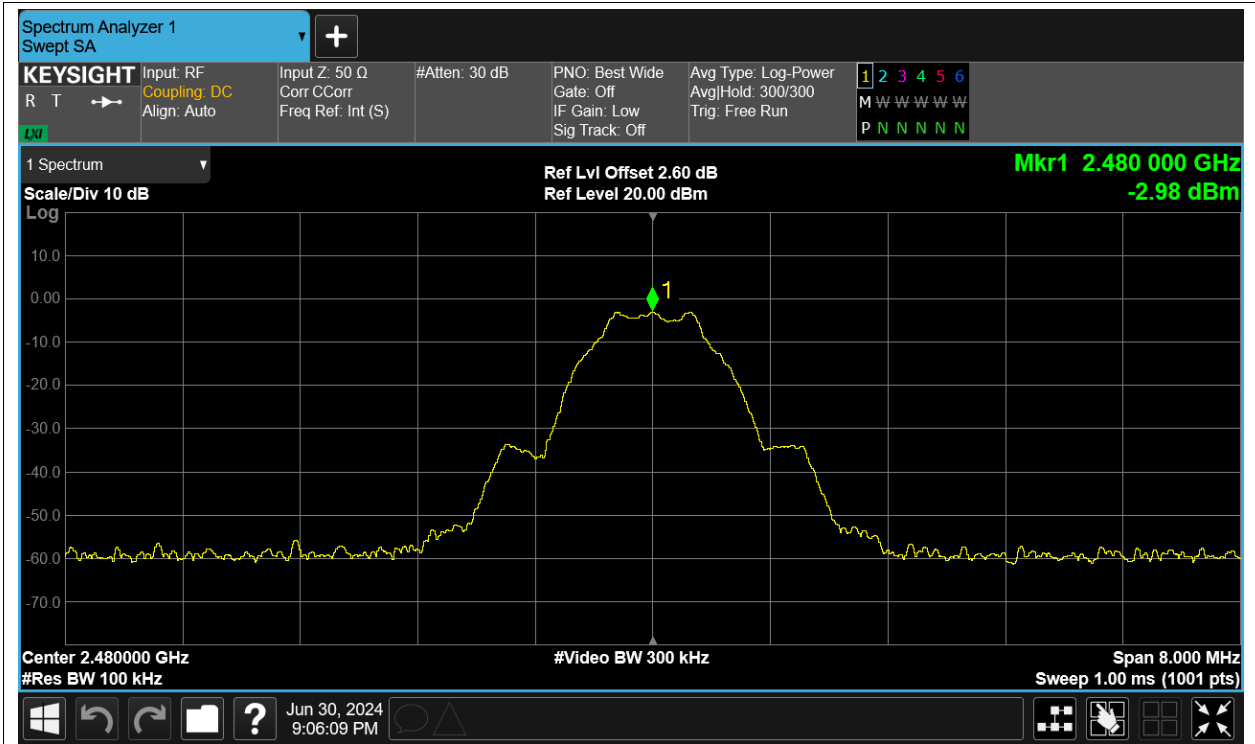 Spectrum Analyzer 1
Swept SA
KEYSIGHT
R T
LXI
Input: RF
Coupling: DC
Align: Auto
Input Z: 50 Ω
Corr CCorr
Freq Ref: Int (S)
#Atten: 30 dB
PNO: Best Wide
Gate: Off
IF Gain: Low
Sig Track: Off
Avg Type: Log-Power
Avg|Hold: 300/300
Trig: Free Run
1 2 3 4 5 6
M W W W W W
P N N N N N
1 Spectrum
Scale/Div 10 dB
Log
Ref Lvl Offset 2.60 dB
Ref Level 20.00 dBm
Mkr1 2.480 000 GHz
-2.98 dBm
1
10.0
0.00
-10.0
-20.0
-30.0
-40.0
-50.0
-60.0
-70.0
Center 2.480000 GHz
#Video BW 300 kHz
Span 8.000 MHz
#Res BW 100 kHz
Sweep 1.00 ms (1001 pts)
?
Jun 30, 2024
9:06:09 PM